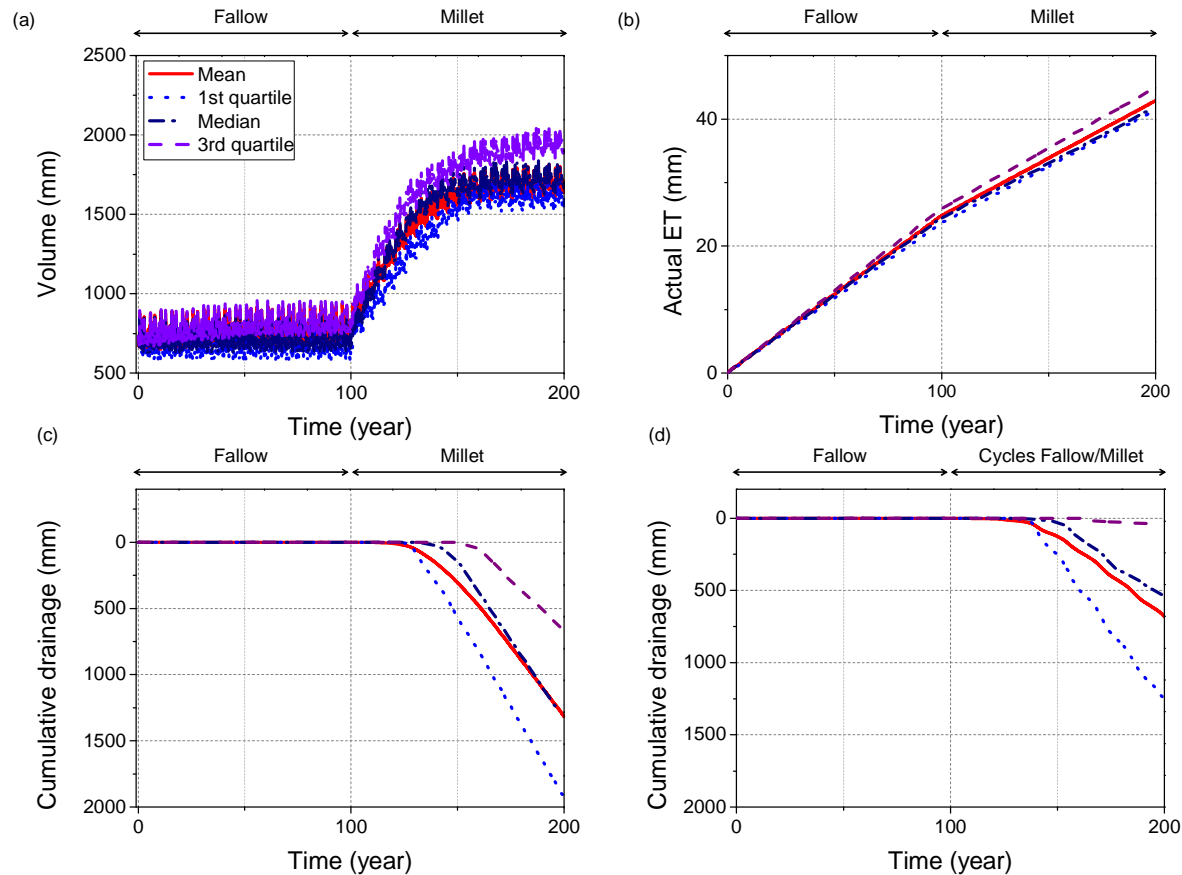 (a)
Fallow
Millet
2500
2000
1500
1000
500
Volume (mm)
Mean
1st quartile
Median
3rd quartile
0
100
200
Time (year)
(b)
Fallow
Millet
40
20
0
Actual ET (mm)
0
100
200
Time (year)
(c)
Fallow
Millet
0
500
1000
1500
2000
Cumulative drainage (mm)
0
100
200
Time (year)
(d)
Fallow
Cycles Fallow/Millet
0
500
1000
1500
2000
Cumulative drainage (mm)
0
100
200
Time (year)